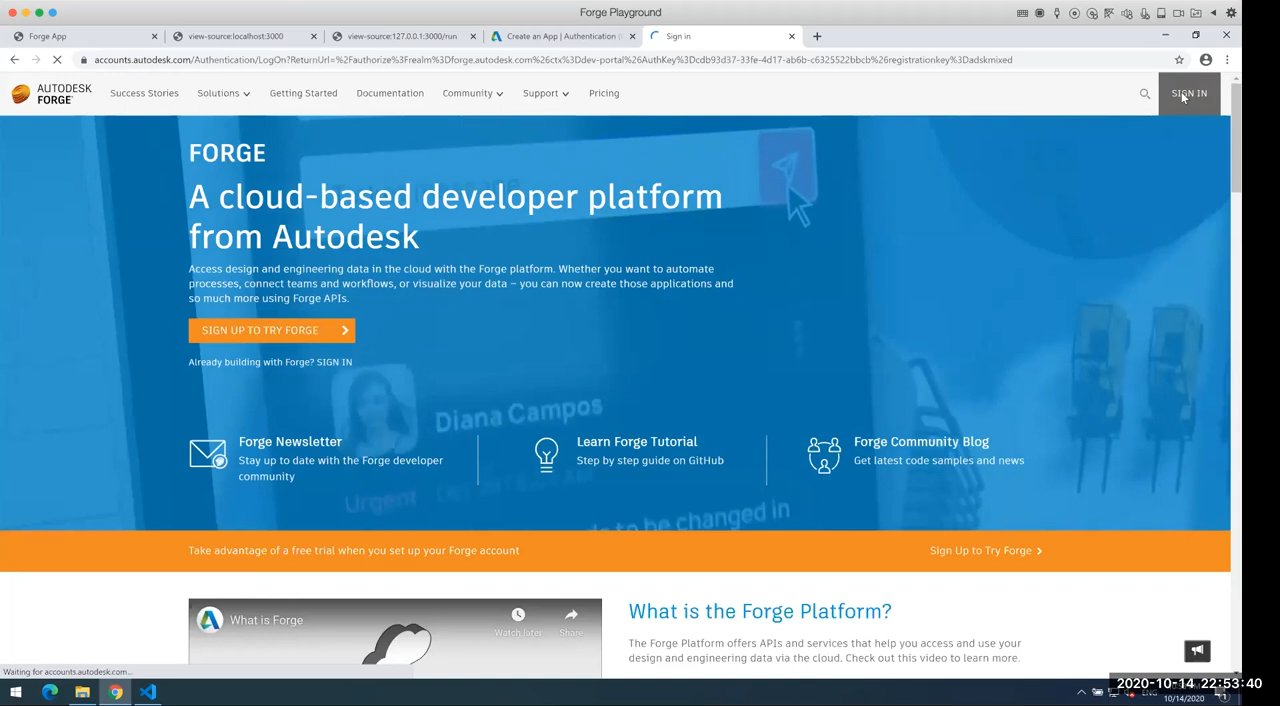 Forge Playground
Forge App
view-source:localhost:3000
view-source:127.0.0.1:3000/run
Create an App | Authentication (
Sign in
accounts.autodesk.com/Authentication/LogOn?ReturnUrl=%2Fauthorize%3Frealm%3Dforge.autodesk.com%26ctx%3Ddev-portal%26AuthKey%3Dcdb93d37-33fe-4d17-ab6b-c6325522bbcb%26registrationkey%3Dadskmixed
AUTODESK
FORGE
Success Stories
Solutions
Getting Started
Documentation
Community
Support
Pricing
SIGN IN
FORGE
A cloud-based developer platform
from Autodesk
Access design and engineering data in the cloud with the Forge platform. Whether you want to automate
processes, connect teams and workflows, or visualize your data – you can now create those applications and
so much more using Forge APIs.
SIGN UP TO TRY FORGE
Already building with Forge? SIGN IN
Diana Campos
Forge Newsletter
Stay up to date with the Forge developer
community
Learn Forge Tutorial
Step by step guide on GitHub
Forge Community Blog
Get latest code samples and news
Urgent
to be changed in
Take advantage of a free trial when you set up your Forge account
Sign Up to Try Forge
What is Forge
Watch later
Share
What is the Forge Platform?
The Forge Platform offers APIs and services that help you access and use your
design and engineering data via the cloud. Check out this video to learn more.
Waiting for accounts.autodesk.com...
2020-10-14 22:53:40
ENG
10/14/2020